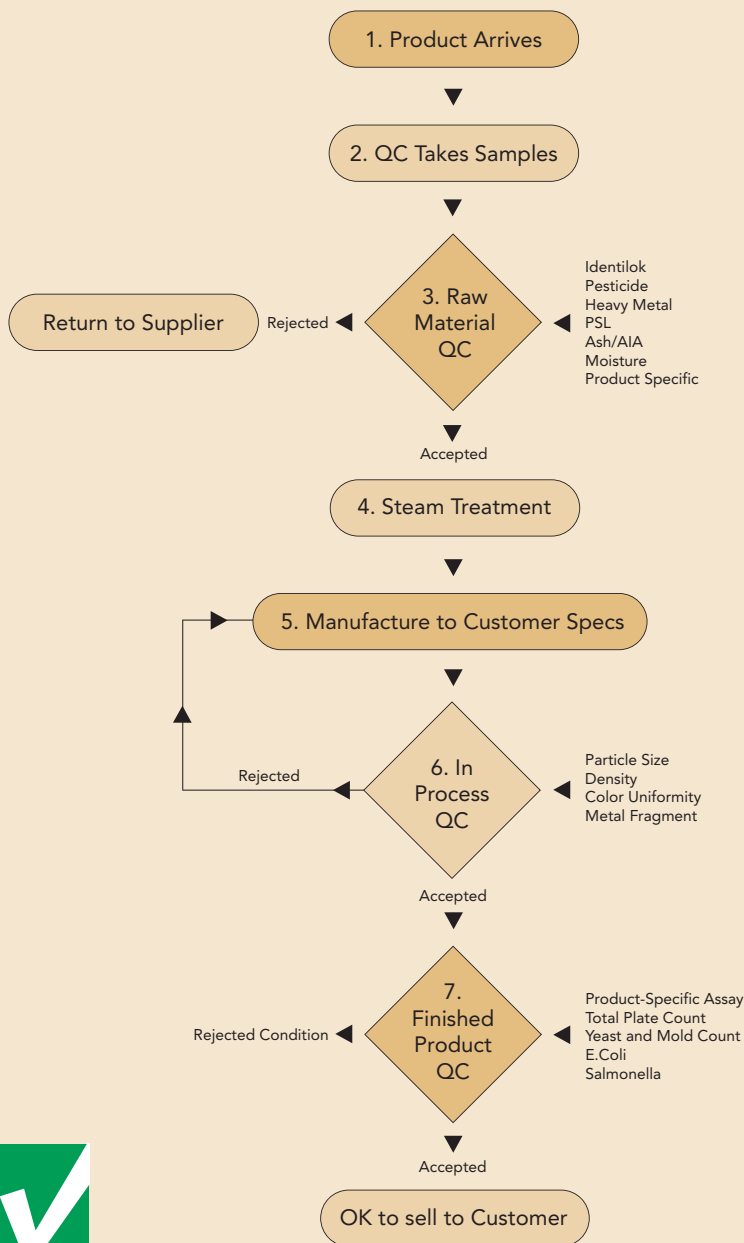 1. Product Arrives
2. QC Takes Samples
3. Raw
Material
QC
Identilok
Pesticide
Heavy Metal
PSL
Ash/AIA
Moisture
Product Specific
Rejected
Return to Supplier
Accepted
4. Steam Treatment
5. Manufacture to Customer Specs
6. In
Process
QC
Particle Size
Density
Color Uniformity
Metal Fragment
Rejected
Accepted
7.
Finished
Product
QC
Product-Specific Assay
Total Plate Count
Yeast and Mold Count
E.Coli
Salmonella
Rejected Condition
Accepted
OK to sell to Customer